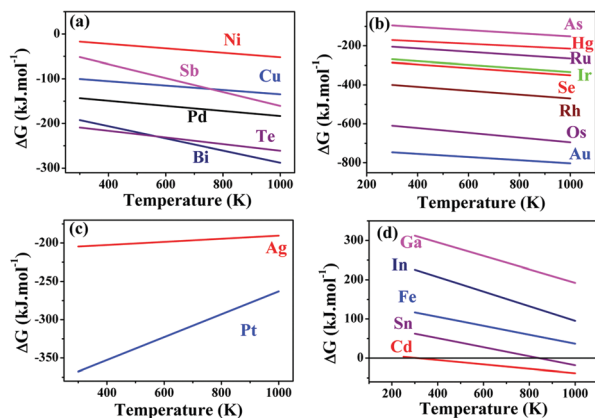 (a)
Ni
Sb
Cu
Pd
Te
Bi
0
-100
-200
-300
400
600
800
1000
Temperature (K)
ΔG (kJ.mol⁻¹)
(b)
As
Hg
Ru
Ir
Se
Rh
Os
Au
-200
-400
-600
-800
200
400
600
800
1000
Temperature (K)
ΔG (kJ.mol⁻¹)
(c)
Ag
Pt
-200
-250
-300
-350
400
600
800
1000
Temperature (K)
ΔG (kJ.mol⁻¹)
(d)
Ga
In
Fe
Sn
Cd
300
200
100
0
200
400
600
800
1000
Temperature (K)
ΔG (kJ.mol⁻¹)